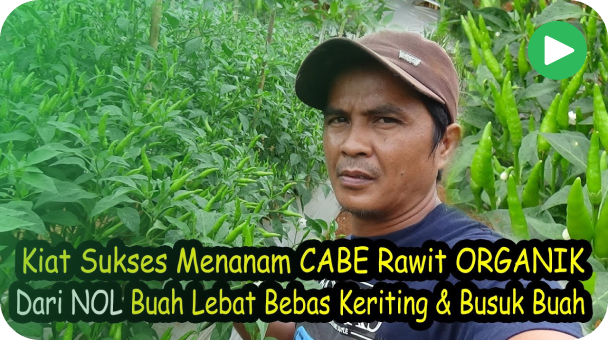 Kiat Sukses Menanam CABE Rawit ORGANIK
Dari NOL Buah Lebat Bebas Keriting & Busuk Buah